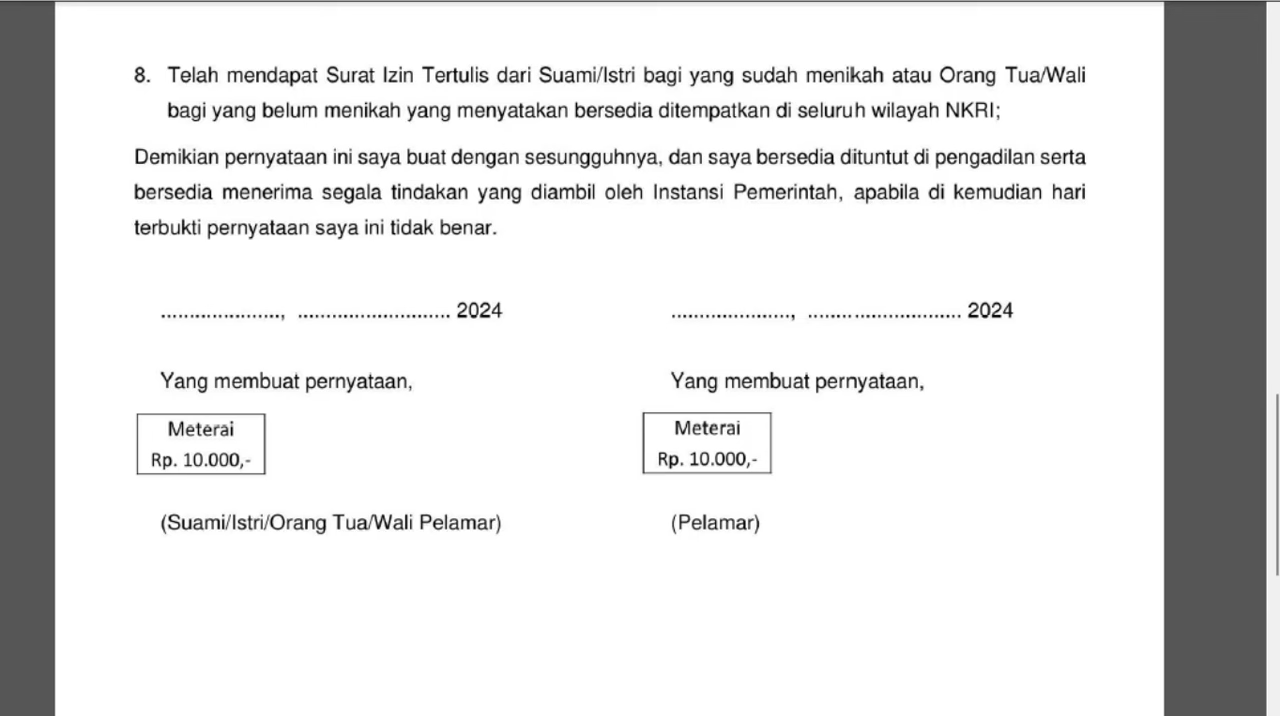 8. Telah mendapat Surat Izin Tertulis dari Suami/Istri bagi yang sudah menikah atau Orang Tua/Wali
bagi yang belum menikah yang menyatakan bersedia ditempatkan di seluruh wilayah NKRI;
Demikian pernyataan ini saya buat dengan sesungguhnya, dan saya bersedia dituntut di pengadilan serta
bersedia menerima segala tindakan yang diambil oleh Instansi Pemerintah, apabila di kemudian hari
terbukti pernyataan saya ini tidak benar.
....................., ........................... 2024
Yang membuat pernyataan,
Meterai
Rp. 10.000,-
(Suami/Istri/Orang Tua/Wali Pelamar)
....................., ........................... 2024
Yang membuat pernyataan,
Meterai
Rp. 10.000,-
(Pelamar)